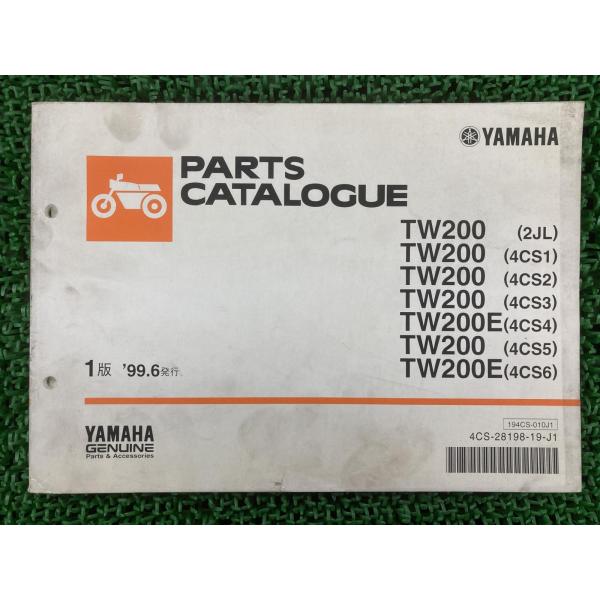 YAMAHA
PARTS
CATALOGUE
TW200 (2JL)
TW200 (4CS1)
TW200 (4CS2)
TW200 (4CS3)
TW200E(4CS4)
TW200 (4CS5)
TW200E(4CS6)
1版 '99.6発行
YAMAHA
GENUINE
Parts & Accessories
194CS-010J1
4CS-28198-19-J1